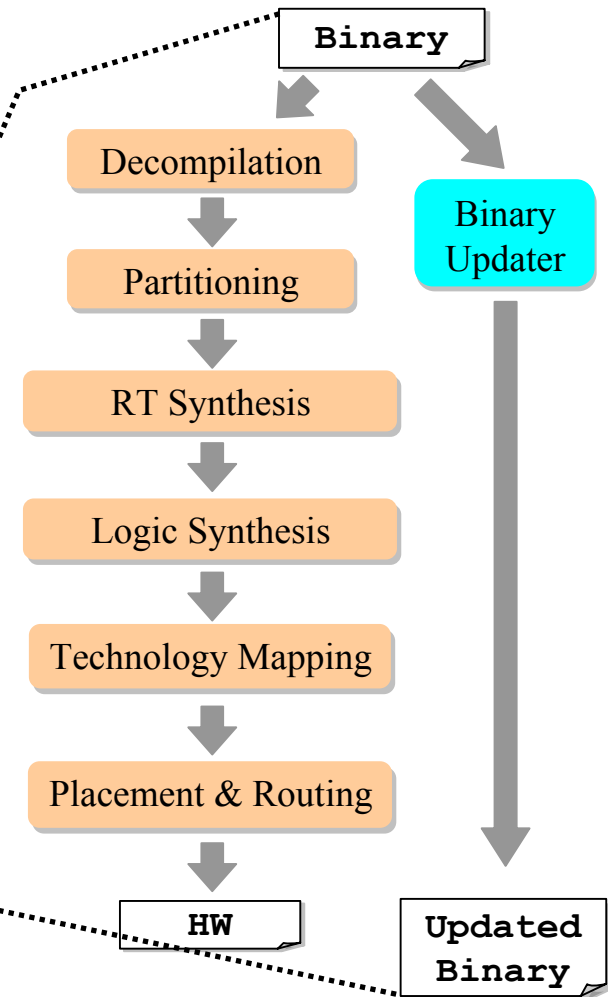 Binary
Decompilation
Binary
Updater
Partitioning
RT Synthesis
Logic Synthesis
Technology Mapping
Placement & Routing
HW
Updated
Binary